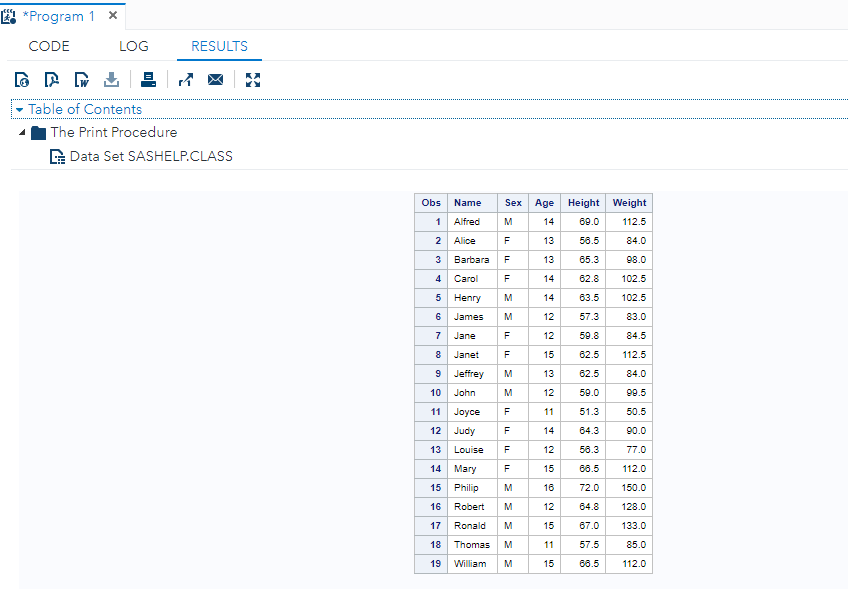 *Program 1
CODE LOG RESULTS
Table of Contents
The Print Procedure
Data Set SASHELP.CLASS
Obs Name Sex Age Height Weight
1 Alfred M 14 69.0 112.5
2 Alice F 13 56.5 84.0
3 Barbara F 13 65.3 98.0
4 Carol F 14 62.8 102.5
5 Henry M 14 63.5 102.5
6 James M 12 57.3 83.0
7 Jane F 12 59.8 84.5
8 Janet F 15 62.5 112.5
9 Jeffrey M 13 62.5 84.0
10 John M 12 59.0 99.5
11 Joyce F 11 51.3 50.5
12 Judy F 14 64.3 90.0
13 Louise F 12 56.3 77.0
14 Mary F 15 66.5 112.0
15 Philip M 16 72.0 150.0
16 Robert M 12 64.8 128.0
17 Ronald M 15 67.0 133.0
18 Thomas M 11 57.5 85.0
19 William M 15 66.5 112.0